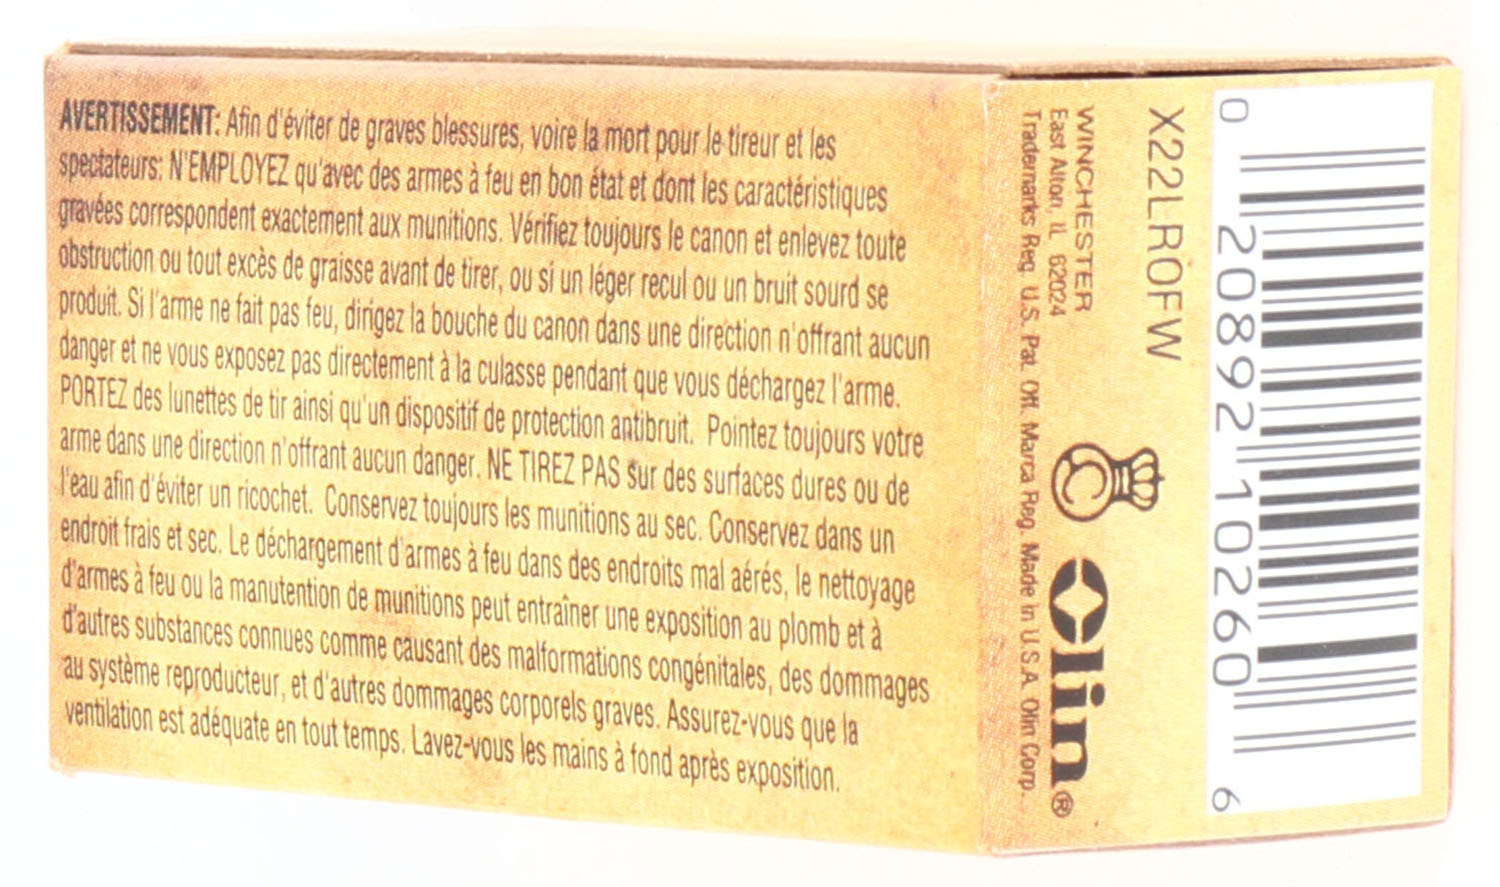 AVERTISSEMENT: Afin d'éviter de graves blessures, voire la mort pour le tireur et les
spectateurs: N'EMPLOYEZ qu'avec des armes à feu en bon état et dont les caractéristiques
gravées correspondent exactement aux munitions. Vérifiez toujours le canon et enlevez toute
obstruction ou tout excès de graisse avant de tirer, ou si un léger recul ou un bruit sourd se
produit. Si l'arme ne fait pas feu, dirigez la bouche du canon dans une direction n'offrant aucun
danger et ne vous exposez pas directement à la culasse pendant que vous déchargez l'arme.
PORTEZ des lunettes de tir ainsi qu'un dispositif de protection antibruit. Pointez toujours votre
arme dans une direction n'offrant aucun danger. NE TIREZ PAS sur des surfaces dures ou de
l'eau afin d'éviter un ricochet. Conservez toujours les munitions au sec. Conservez dans un
endroit frais et sec. Le déchargement d'armes à feu dans des endroits mal aérés, le nettoyage
d'armes à feu ou la manutention de munitions peut entraîner une exposition au plomb et à
d'autres substances connues comme causant des malformations congénitales, des dommages
au système reproducteur, et d'autres dommages corporels graves. Assurez-vous que la
ventilation est adéquate en tout temps. Lavez-vous les mains à fond après exposition.
X22LROFW
WINCHESTER
East Alton, IL 62024
Trademarks Reg. U.S. Pat. Off. Marca Reg. Made in U.S.A. Olin Corp.
Olin®
0 20892 10260 6